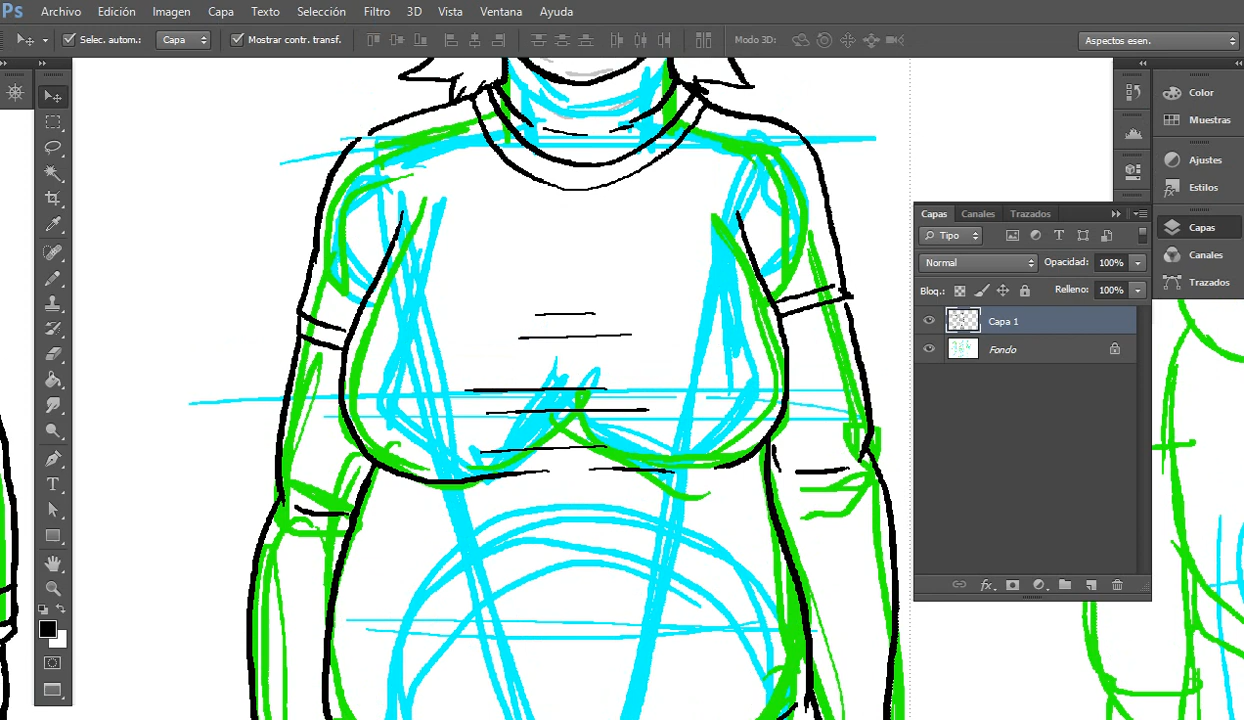 Ps Archivo Edición Imagen Capa Texto Selección Filtro 3D Vista Ventana Ayuda
Selec. autom.: Capa Mostrar contr. transf. Modo 3D: Aspectos esen.
Color
Muestras
Ajustes
Estilos
Capas
Canales
Trazados
Capas Canales Trazados
Tipo
Normal Opacidad: 100%
Bloq.: Relleno: 100%
Capa 1
Fondo
fx